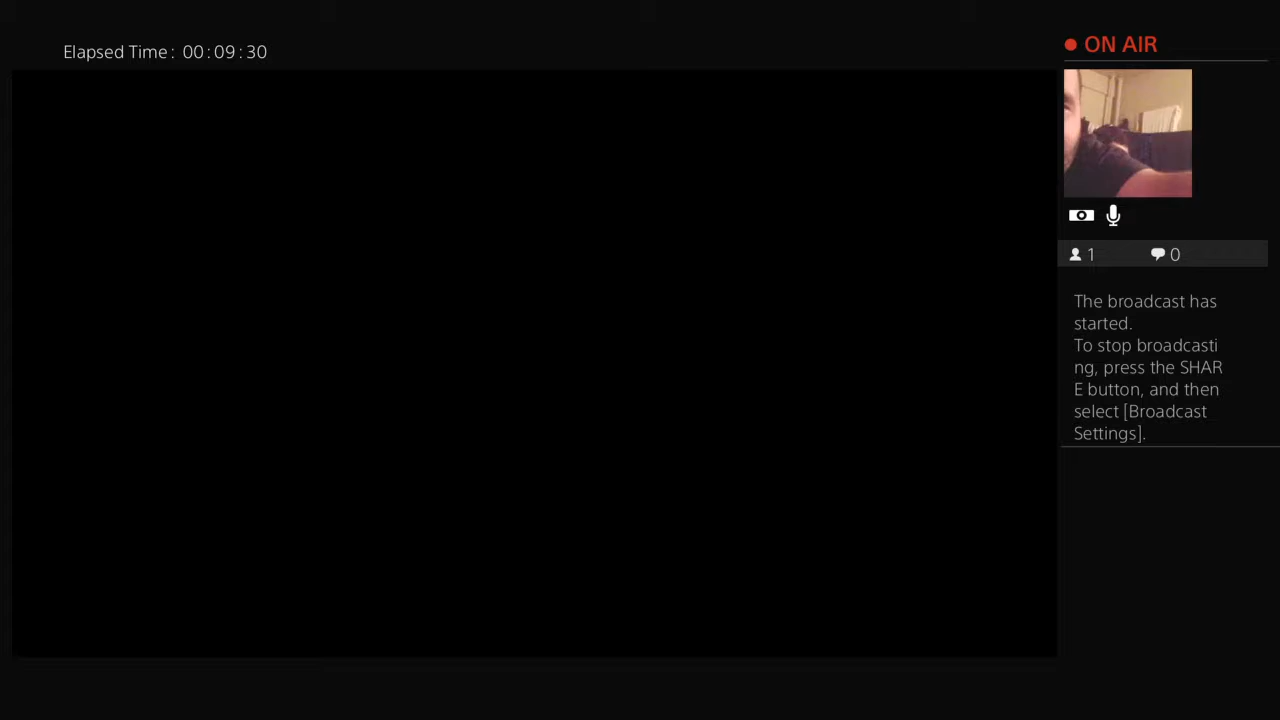 Elapsed Time: 00:09:30
ON AIR
1 0
The broadcast has
started.
To stop broadcasti
ng, press the SHAR
E button, and then
select [Broadcast
Settings].